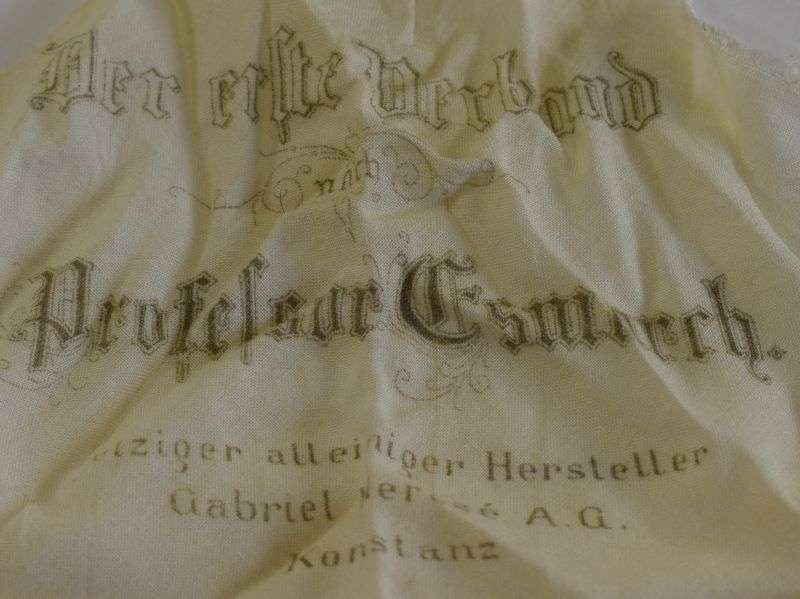 Der erſte Verband
nach
Profeſſor Esmarch.
alleiniger Hersteller
Gabriel A.G.
Konstanz